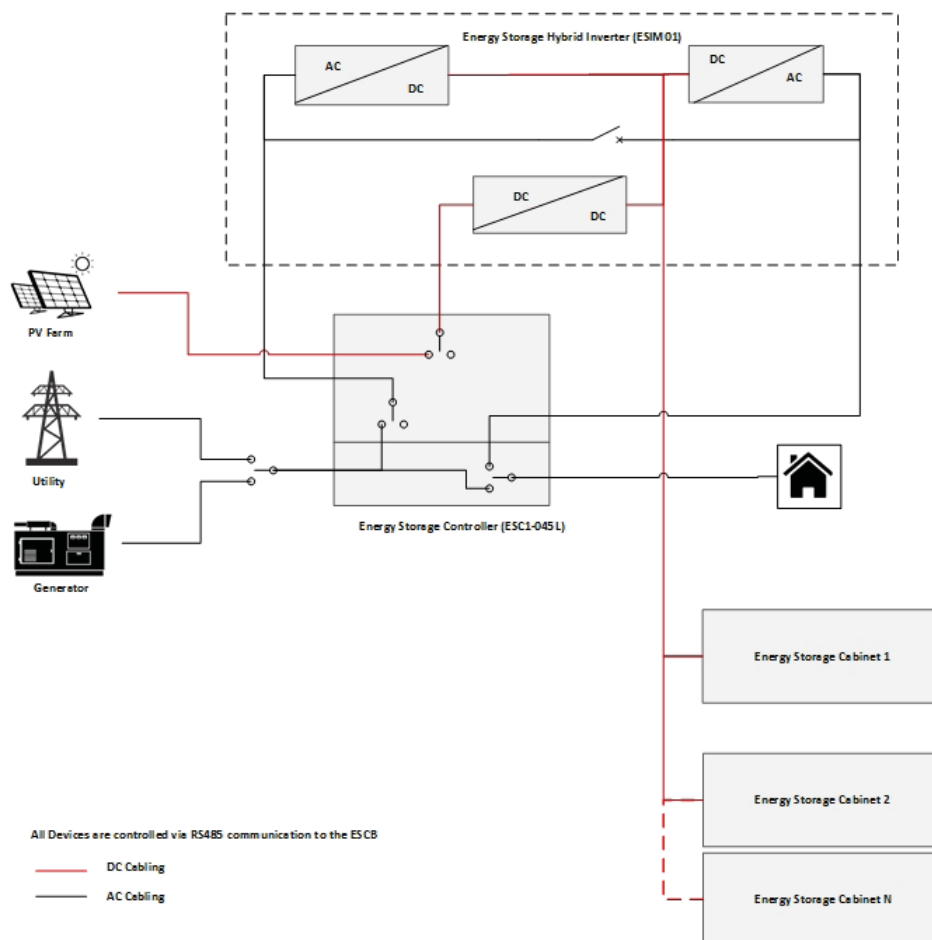 Energy Storage Hybrid Inverter (ESIM01)
AC
DC
DC
AC
DC
DC
PV Farm
Utility
Energy Storage Controller (ESC1-045L)
Generator
Energy Storage Cabinet 1
Energy Storage Cabinet 2
All Devices are controlled via RS485 communication to the ESCB
DC Cabling
AC Cabling
Energy Storage Cabinet N